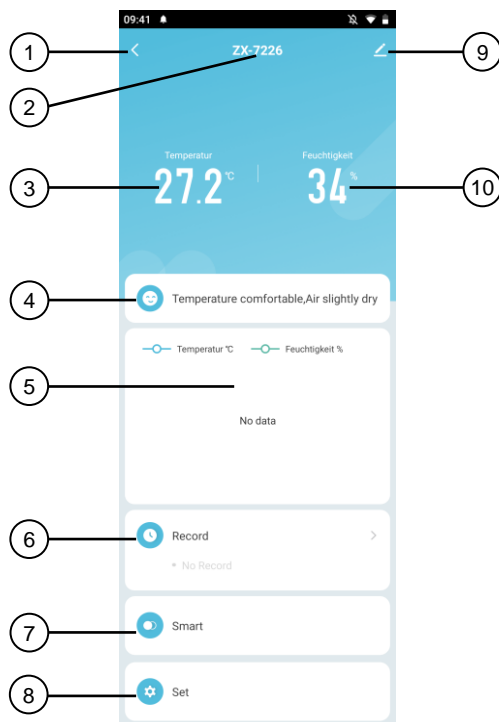 09:41
1
ZX-7226
9
2
Temperatur
Feuchtigkeit
3
27.2 °C
34 %
10
4
Temperature comfortable,Air slightly dry
Temperatur °C
Feuchtigkeit %
5
No data
6
Record
• No Record
7
Smart
8
Set